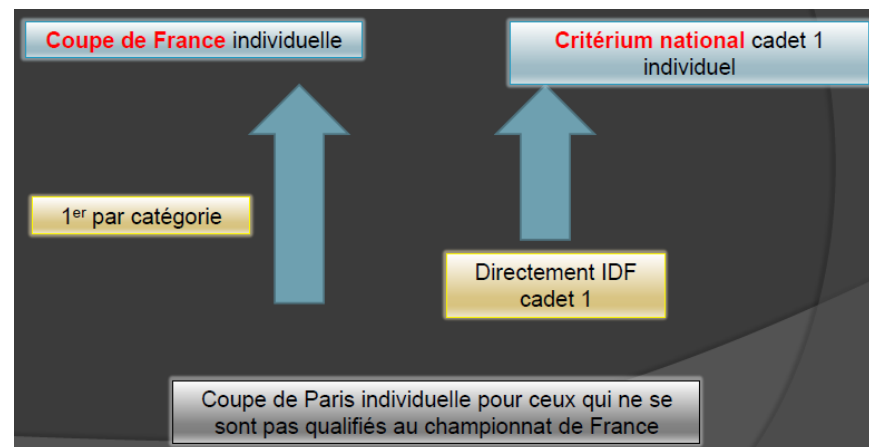 Coupe de France individuelle
Critérium national cadet 1
individuel
1er par catégorie
Directement IDF
cadet 1
Coupe de Paris individuelle pour ceux qui ne se
sont pas qualifiés au championnat de France